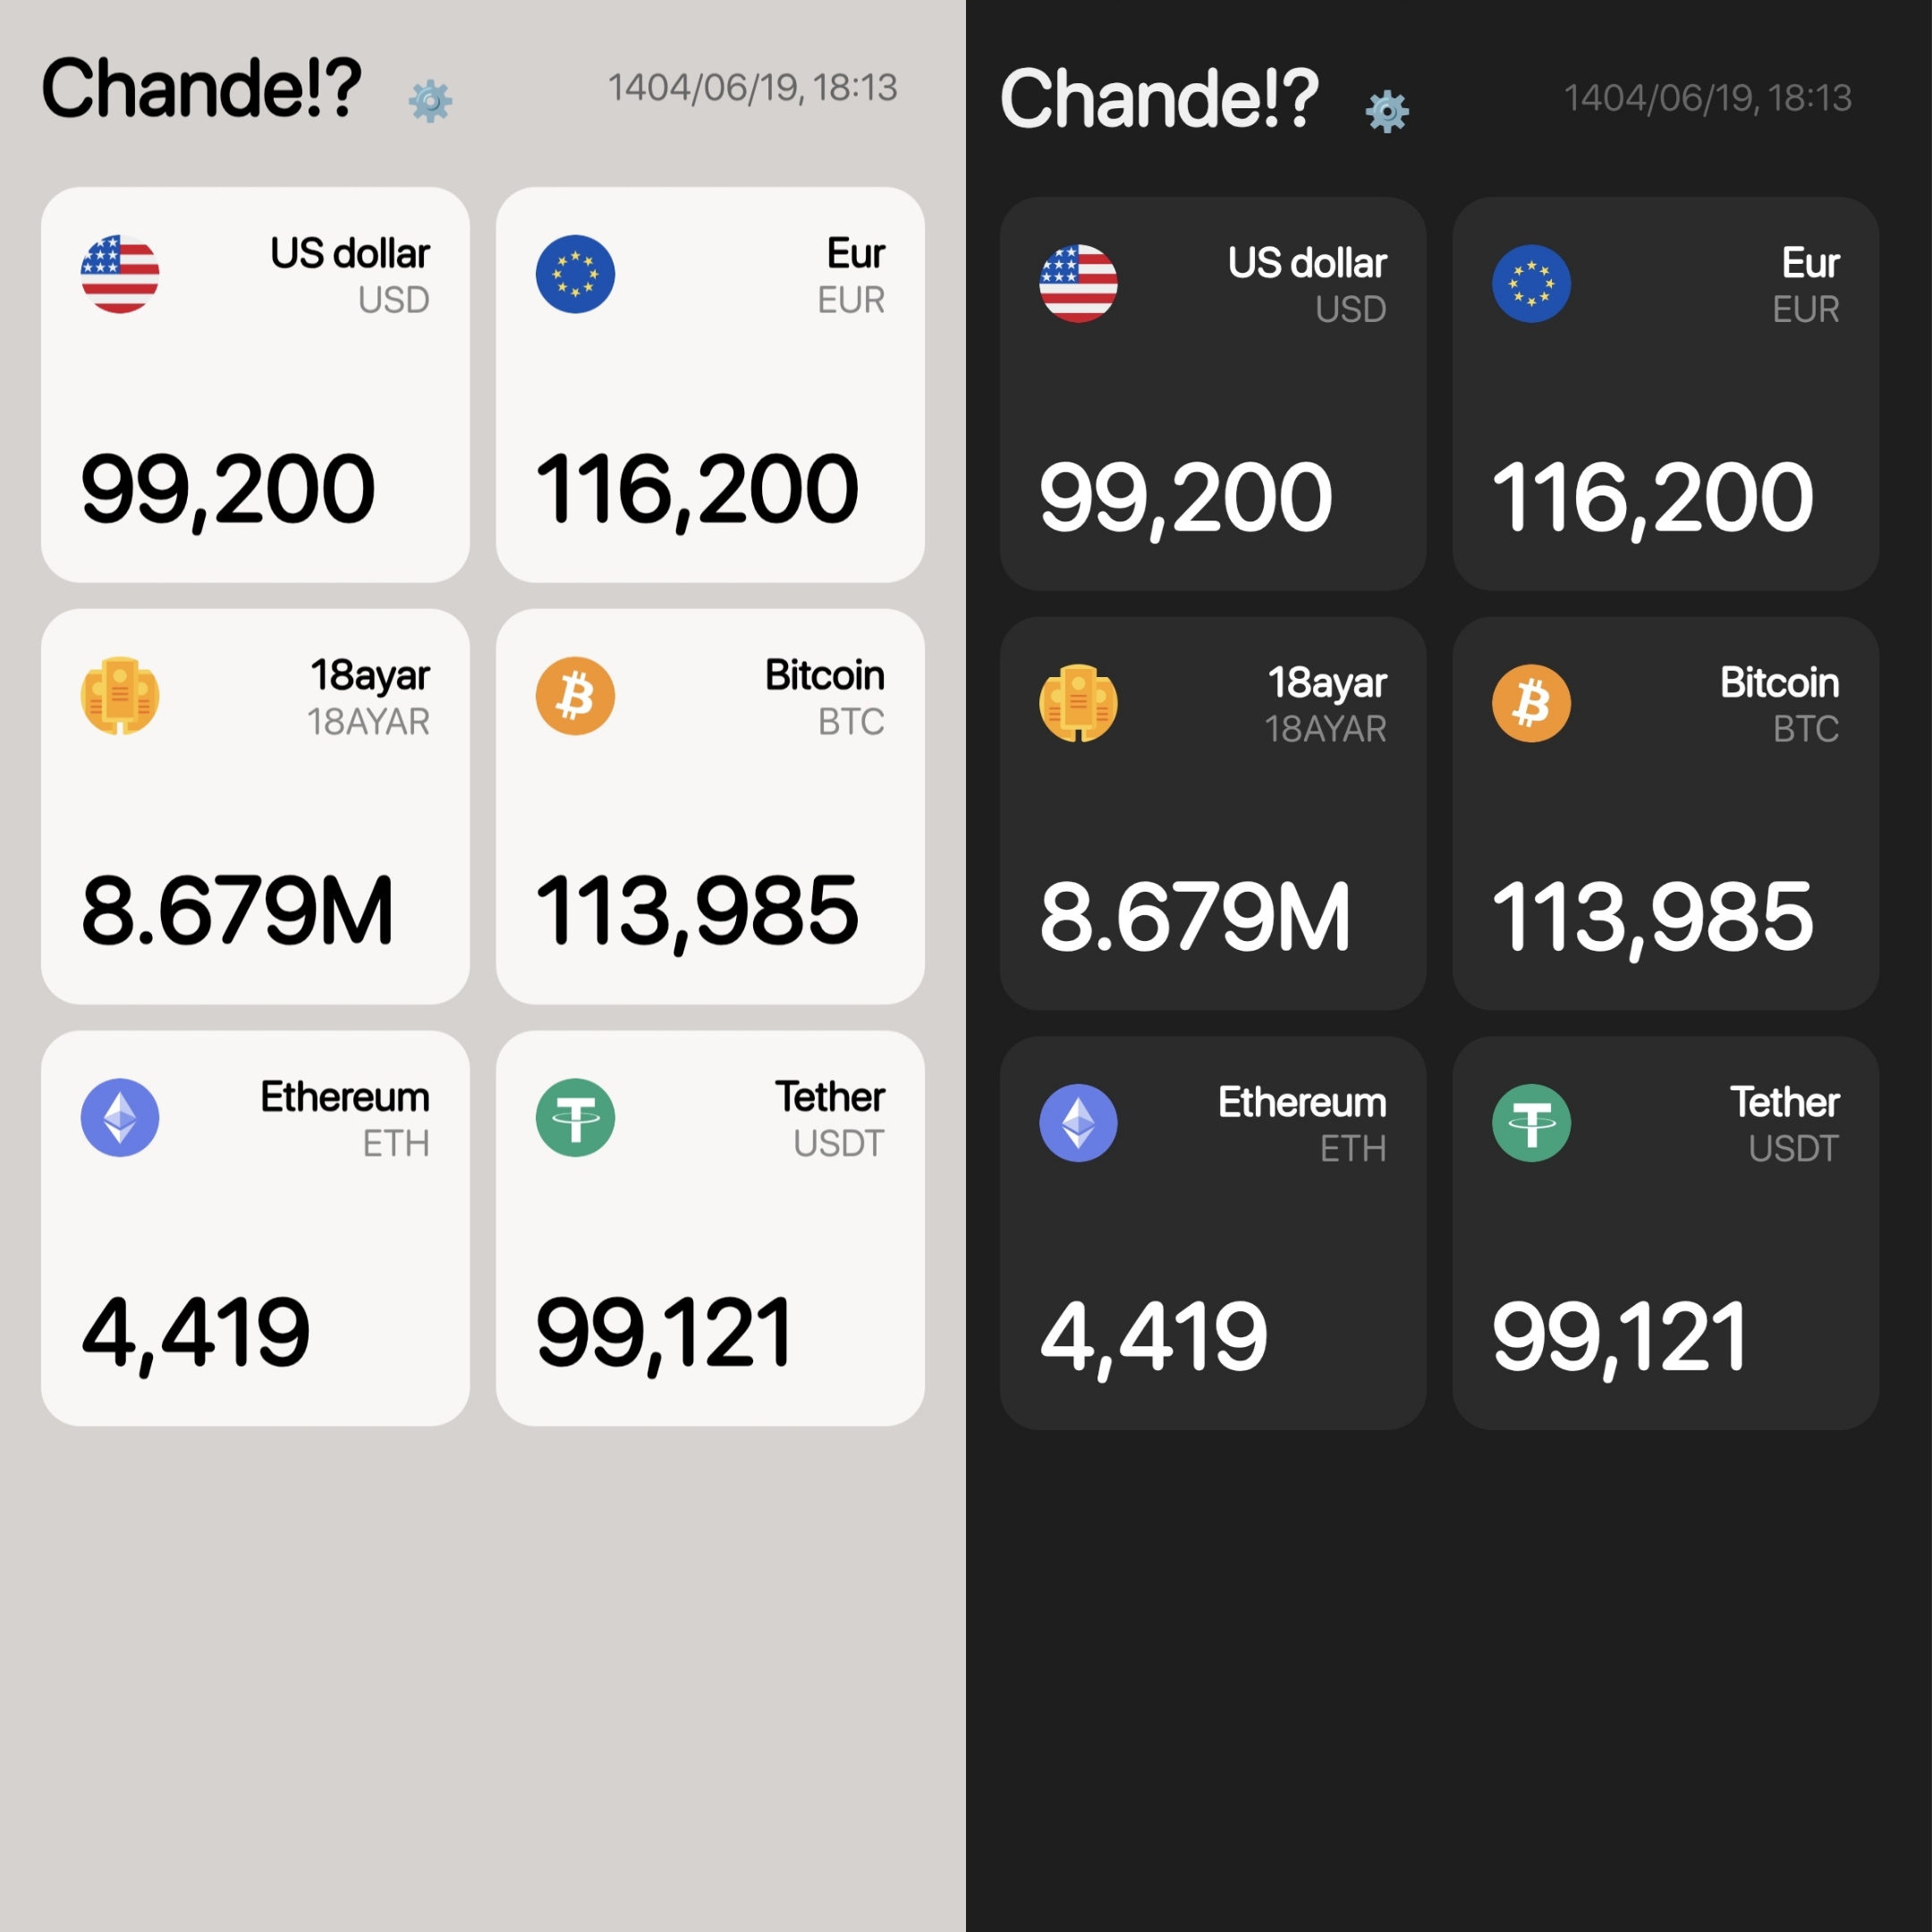 Chande!?
1404/06/19, 18:13
US dollar
USD
99,200
Eur
EUR
116,200
18ayar
18AYAR
8.679M
Bitcoin
BTC
113,985
Ethereum
ETH
4,419
Tether
USDT
99,121
Chande!?
1404/06/19, 18:13
US dollar
USD
99,200
Eur
EUR
116,200
18ayar
18AYAR
8.679M
Bitcoin
BTC
113,985
Ethereum
ETH
4,419
Tether
USDT
99,121